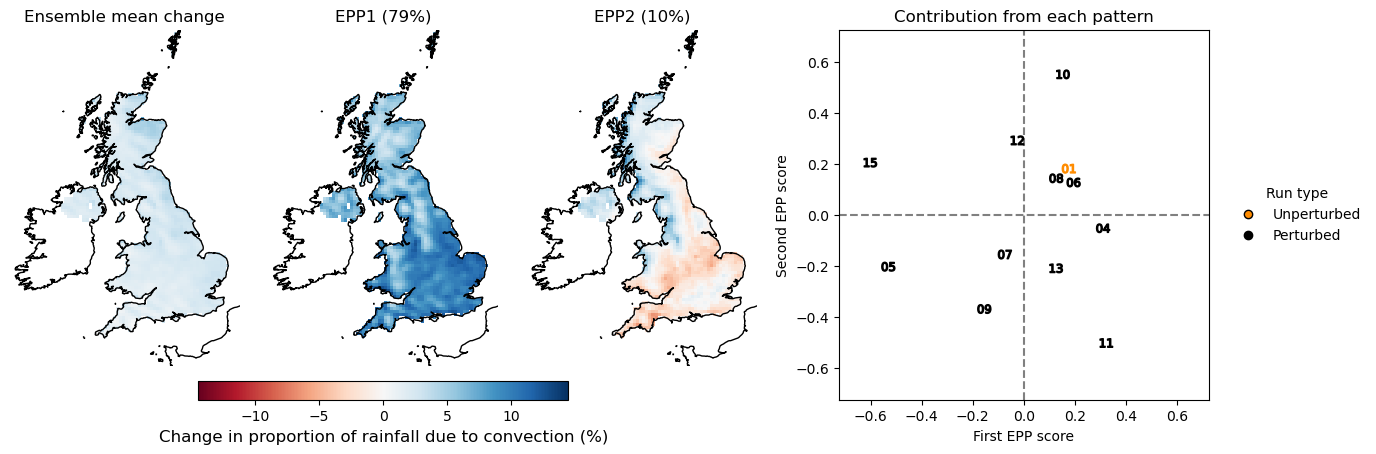 Ensemble mean change
EPP1 (79%)
EPP2 (10%)
−10 −5 0 5 10
Change in proportion of rainfall due to convection (%)
Contribution from each pattern
Second EPP score
0.6
0.4
0.2
0.0
−0.2
−0.4
−0.6
10
12
15
01
08
06
04
07
05
13
09
11
−0.6 −0.4 −0.2 0.0 0.2 0.4 0.6
First EPP score
Run type
Unperturbed
Perturbed